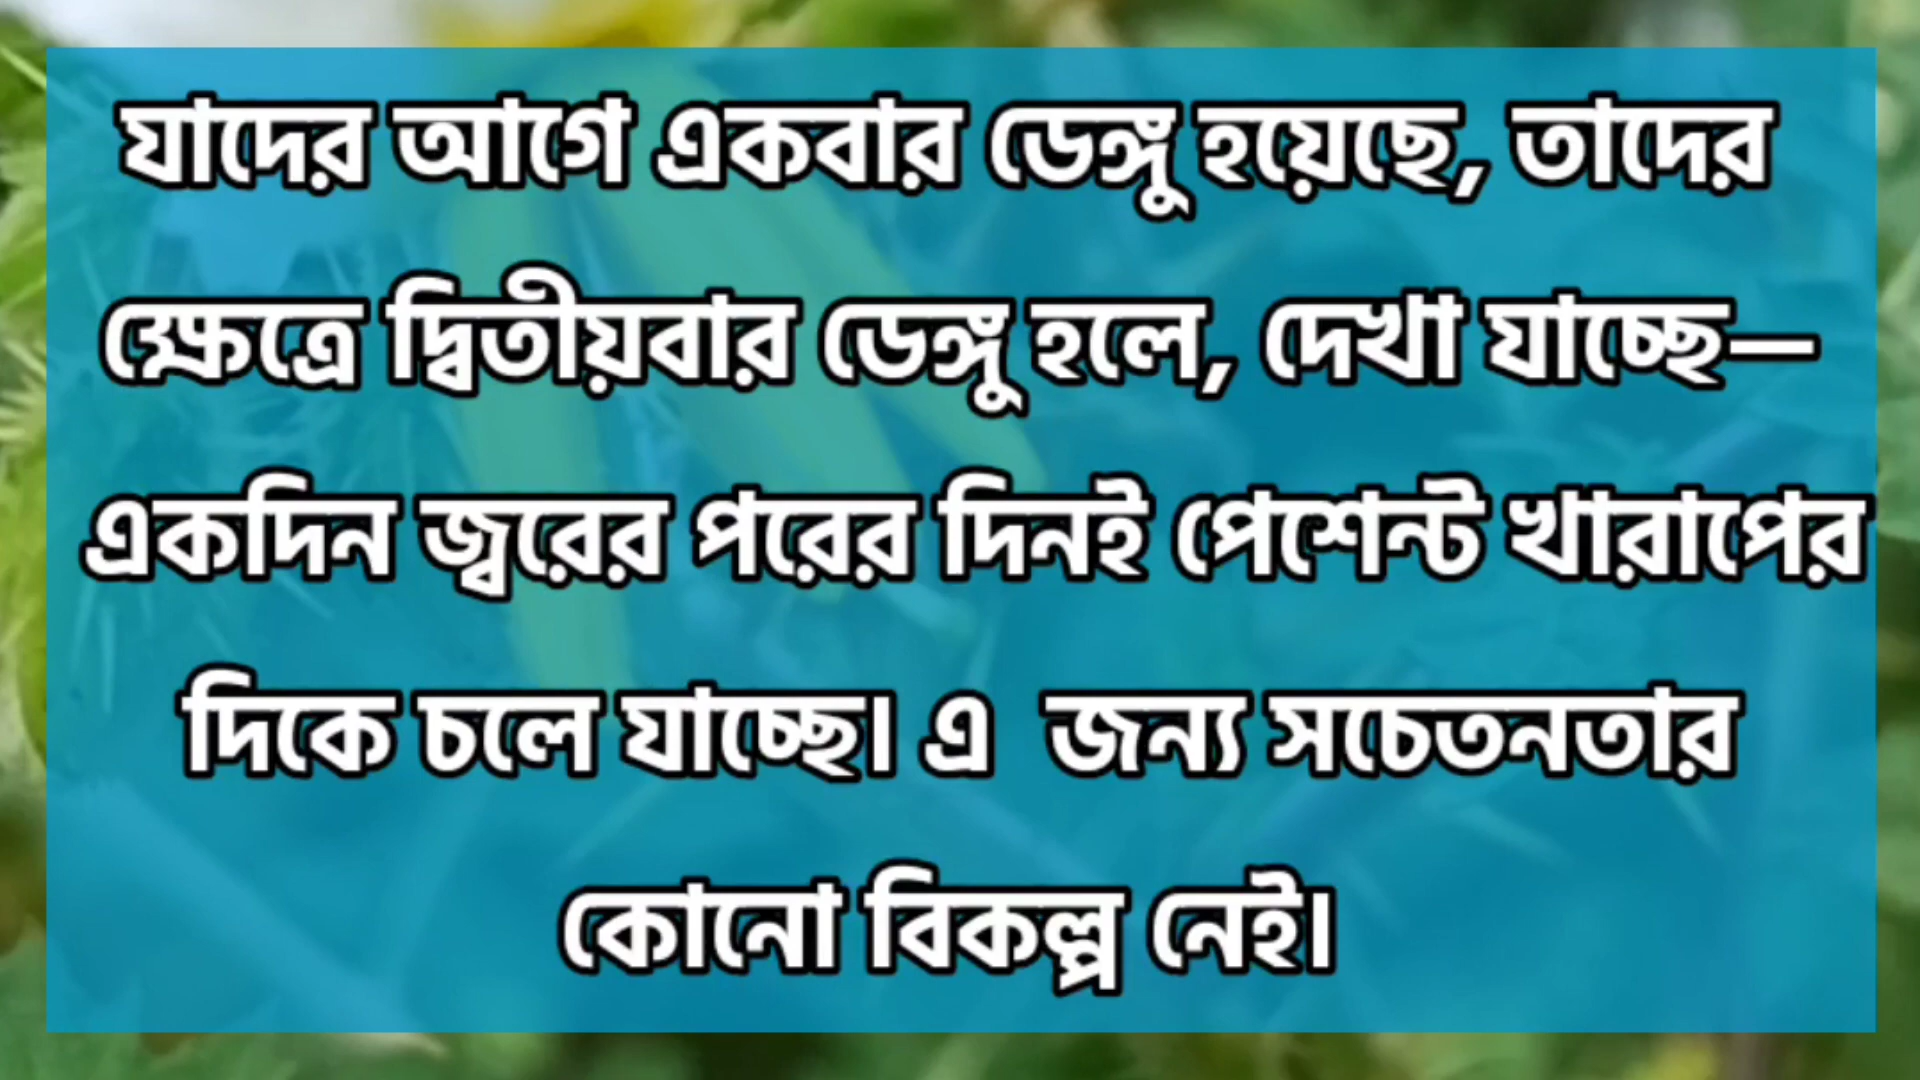 যাদের আগে একবার ডেঙ্গু হয়েছে, তাদের
ক্ষেত্রে দ্বিতীয়বার ডেঙ্গু হলে, দেখা যাচ্ছে—
একদিন জ্বরের পরের দিনই পেশেন্ট খারাপের
দিকে চলে যাচ্ছে। এ  জন্য সচেতনতার
কোনো বিকল্প নেই।